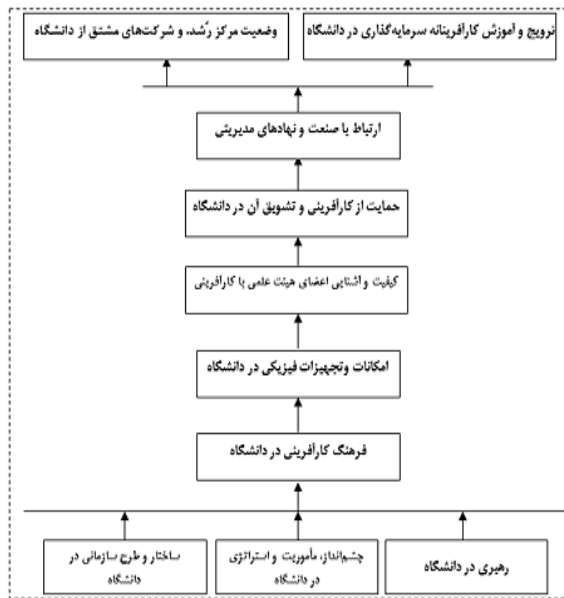 ترویج و آموزش کارآفرینانه سرمایه‌گذاری در دانشگاه
وضعیت مرکز رُشد، و شرکت‌های مشتق از دانشگاه
ارتباط با صنعت و نهادهای مدیریتی
حمایت از کارآفرینی و تشویق آن در دانشگاه
کیفیت و آشنایی اعضای هیئت علمی با کارآفرینی
امکانات وتجهیزات فیزیکی در دانشگاه
فرهنگ کارآفرینی در دانشگاه
رهبری در دانشگاه
چشم‌انداز، مأموریت و استراتژی
در دانشگاه
ساختار و طرح سازمانی در
دانشگاه